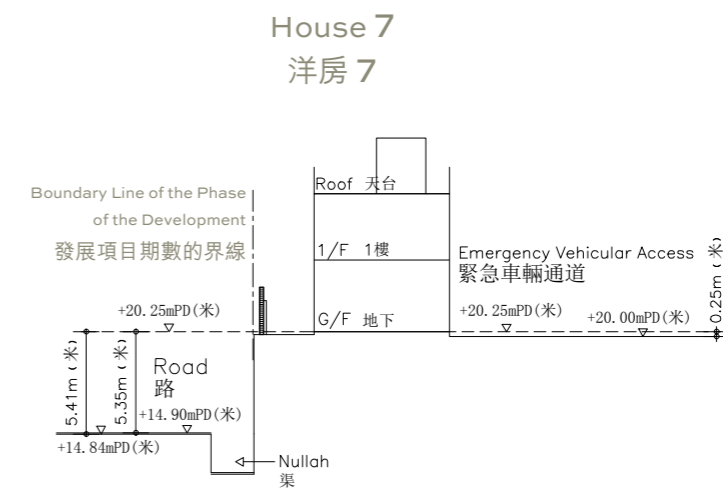 House 7
洋房 7
Roof 天台
Boundary Line of the Phase
of the Development
發展項目期數的界線
1/F 1樓
Emergency Vehicular Access
緊急車輛通道
0.25m (米)
+20.25mPD(米)
G/F 地下
+20.25mPD(米)
+20.00mPD(米)
5.41m (米)
5.35m (米)
Road
路
+14.90mPD(米)
+14.84mPD(米)
Nullah
渠